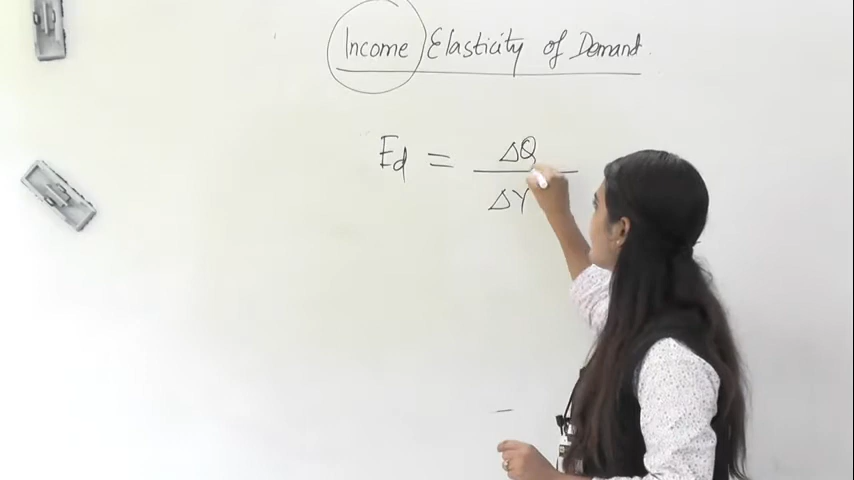 Income Elasticity of Demand.
Ed = ΔQ
ΔY